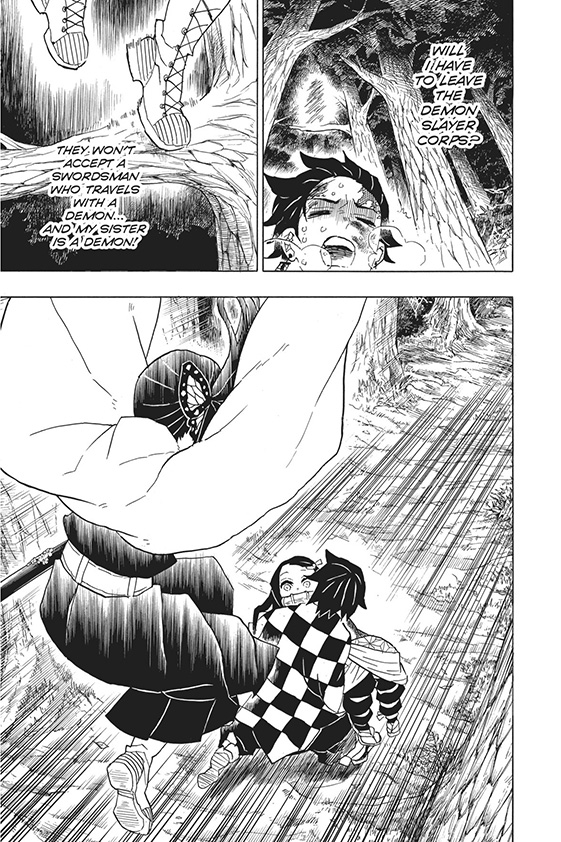 WILL
I HAVE
TO LEAVE
THE
DEMON
SLAYER
CORPS?
THEY WON'T
ACCEPT A
SWORDSMAN
WHO TRAVELS
WITH A
DEMON...
AND MY SISTER
IS A DEMON!